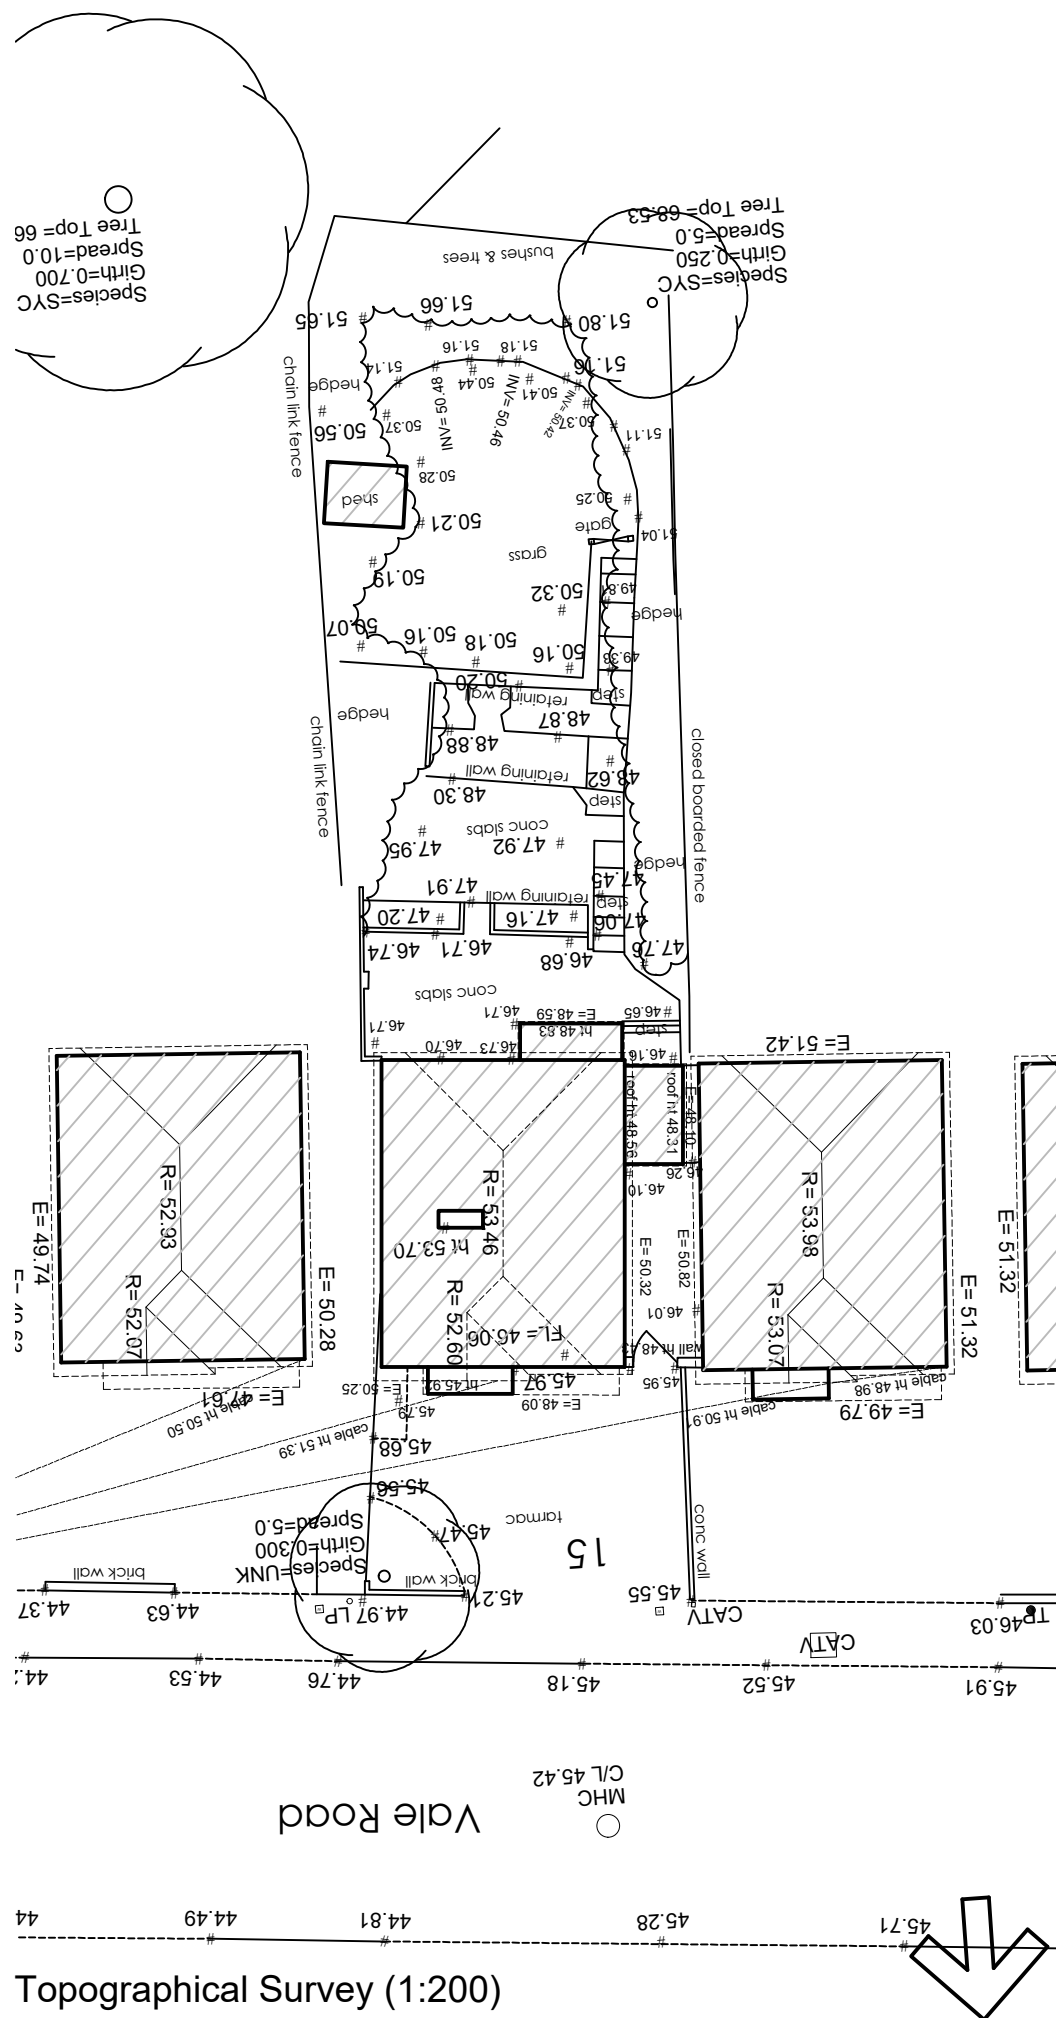 Tree Top= 66
Spread=10.0
Girth=0.700
Species=SYC
Tree Top=68.53
Spread=5.0
Girth=0.250
Species=SYC
bushes & trees
51.65
51.66
51.80
51.16
51.18
51.16
51.14
hedge
50.44
50.41
chain link fence
50.56
50.37
INV= 50.48
INV= 50.46
INV= 50.42
50.37
51.11
50.28
shed
50.21
50.25
gate
51.04
grass
50.19
50.32
49.81
hedge
50.07
50.16
50.18
50.16
49.33
50.20
retaining wall
step
hedge
48.87
48.88
chain link fence
closed boarded fence
retaining wall
48.62
48.30
step
conc slabs
47.95
47.92
hedge
47.45
47.91
retaining wall
step
47.20
47.16
47.06
46.74
46.71
46.68
47.76
conc slabs
46.71
E= 48.59
46.65
46.71
ht 48.83
step
46.70
46.73
46.16
E= 51.42
roof ht 48.56
roof ht 48.31
E= 48.10
46.26
46.10
R= 52.93
R= 53.46
R= 53.98
E= 49.74
E= 51.32
ht 53.70
E= 50.32
E= 50.82
R= 52.07
E= 50.28
R= 52.60
FL= 46.06
46.01
R= 53.07
E= 51.32
E= 47.61
E= 50.25
45.97
45.95
cable ht 48.98
cable ht 50.50
45.79
E= 48.09
cable ht 50.91
E= 49.79
cable ht 51.39
45.68
45.56
Spread=5.0
Girth=0.300
Species=UNK
45.47
tarmac
15
conc wall
brick wall
brick wall
45.21
45.55
44.37
44.63
LP
44.97
CATV
TP
46.03
CATV
44.53
44.76
45.18
45.52
45.91
C/L 45.42
MHC
Vale Road
44
44.49
44.81
45.28
45.71
Topographical Survey (1:200)